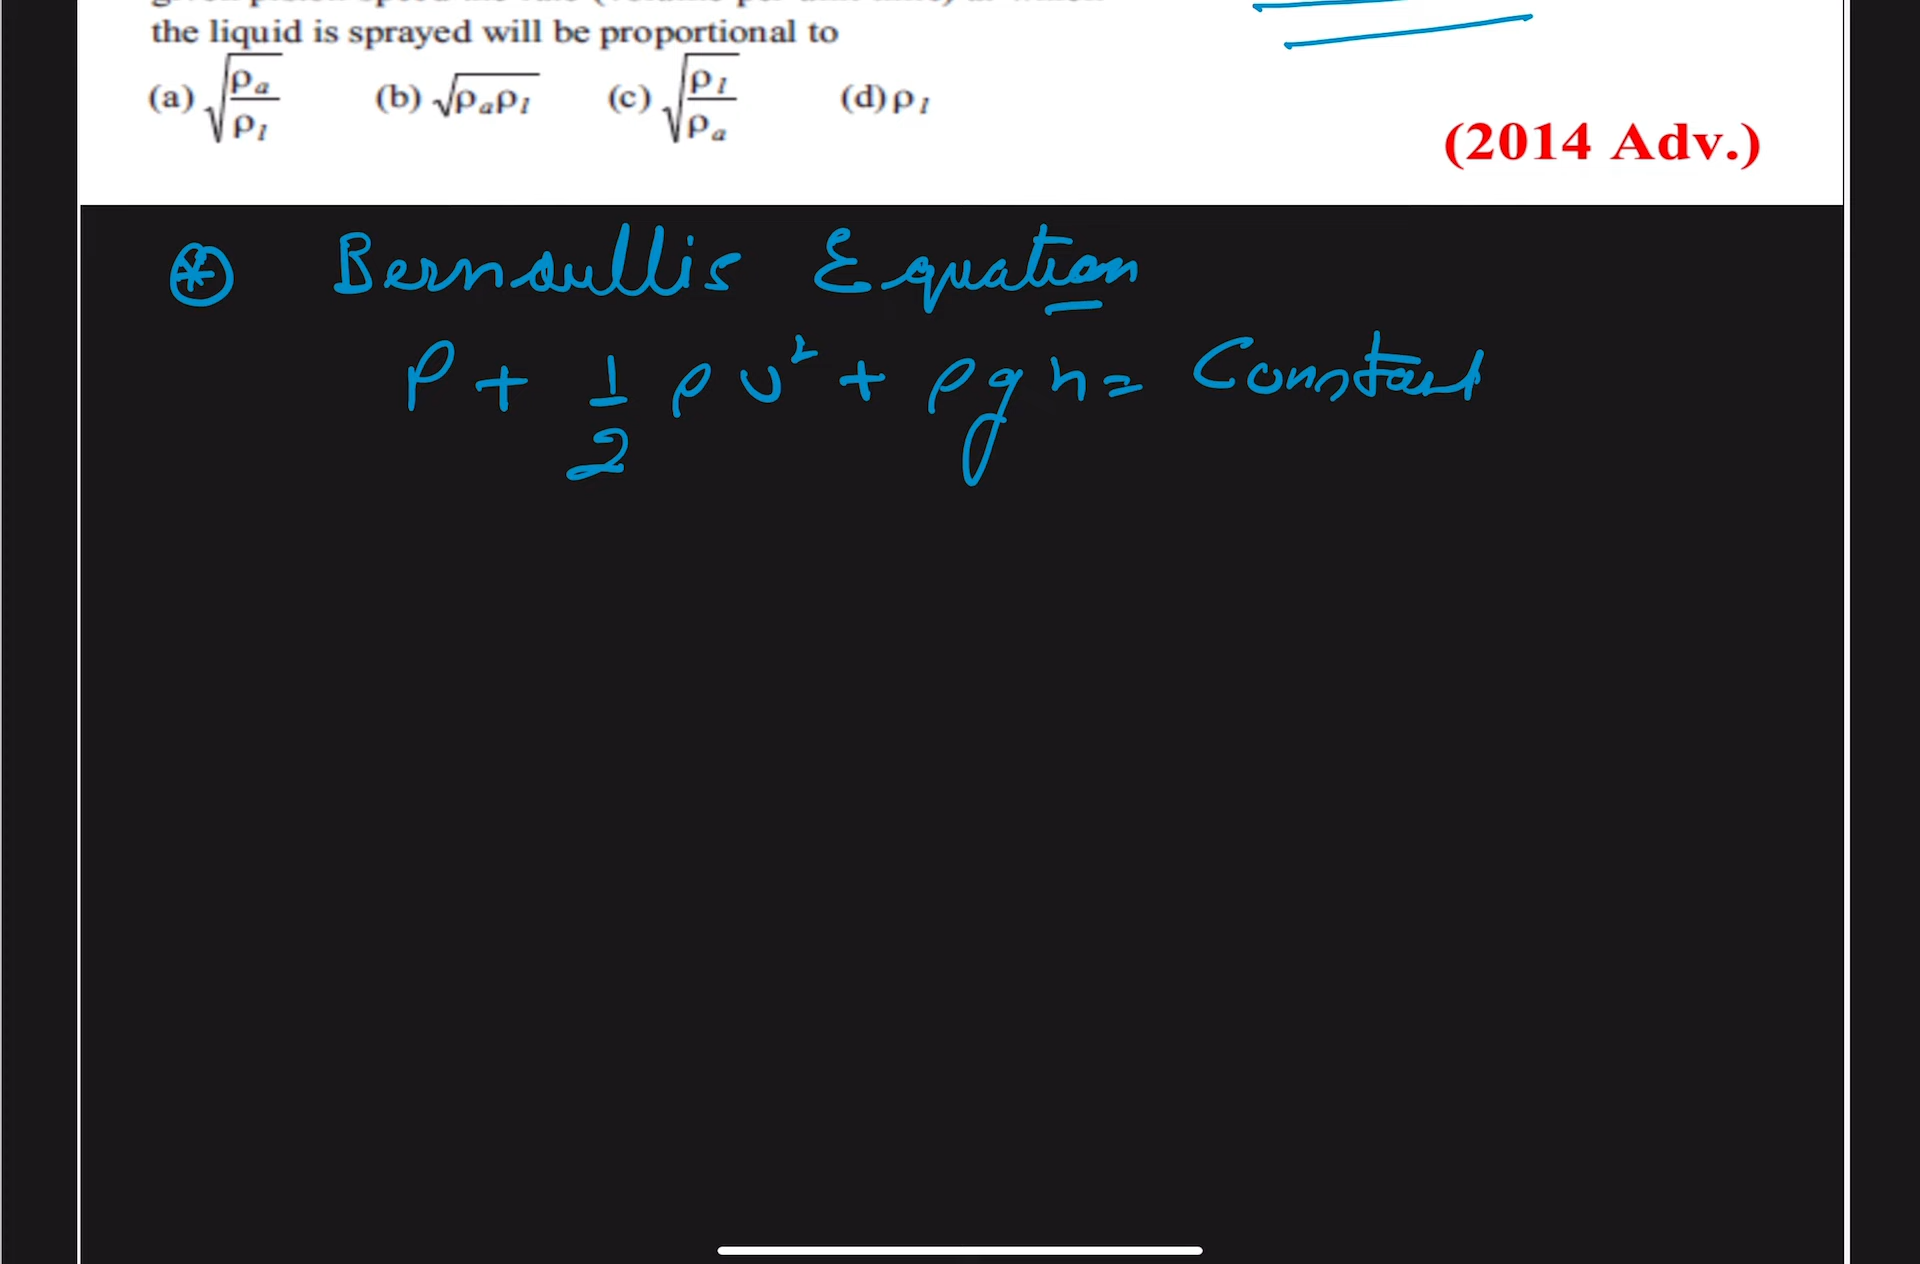 the liquid is sprayed will be proportional to
(a) √(ρa/ρl) (b) √ρaρl (c) √(ρl/ρa) (d) ρl
(2014 Adv.)
⊛ Bernoullis Equation
P + 1/2 ρv² + ρgh = Constant